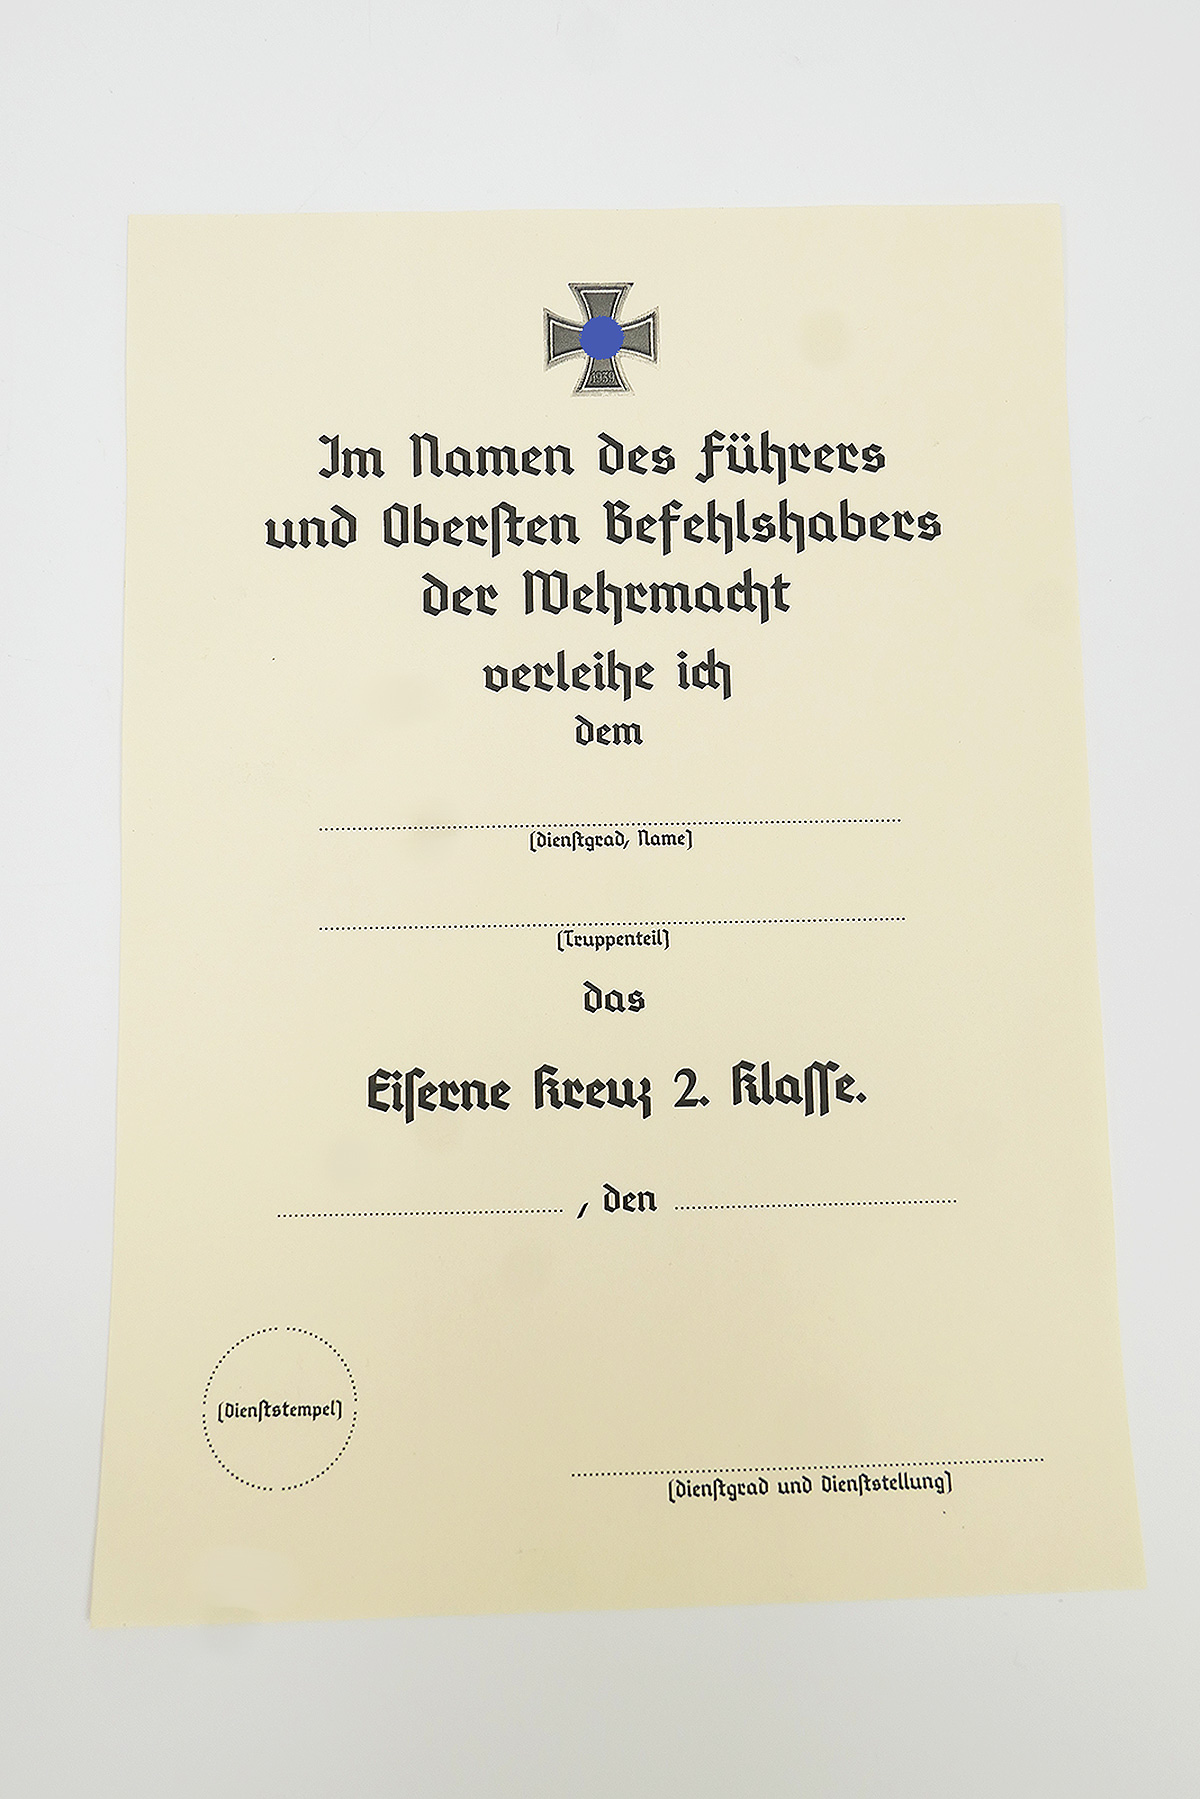 1939
Im Namen des Führers
und Obersten Befehlshabers
der Wehrmacht
verleihe ich
dem
(Dienstgrad, Name)
(Truppenteil)
das
Eiserne Kreuz 2. Klasse.
, den
(Dienststempel)
(Dienstgrad und Dienststellung)